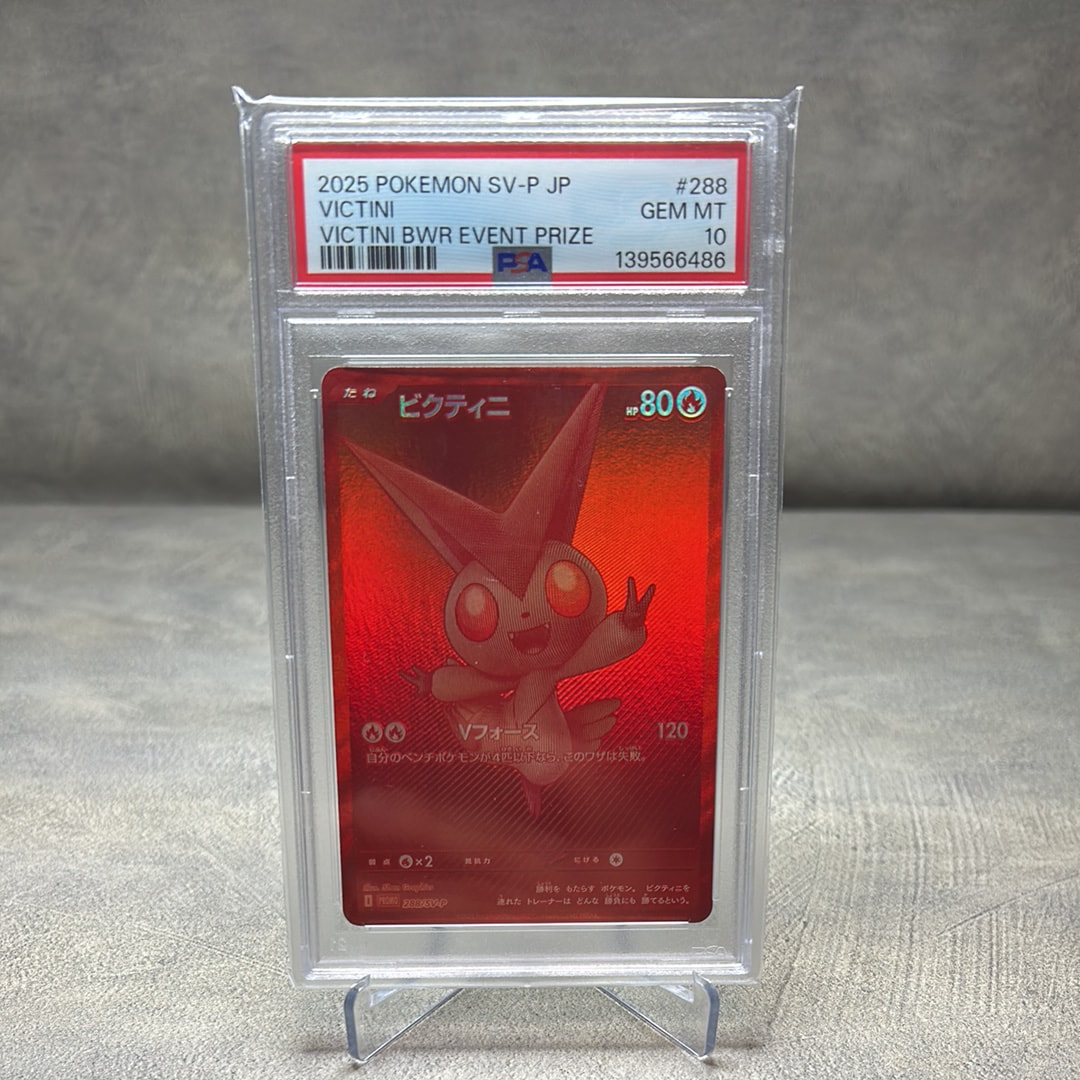 2025 POKEMON SV-P JP #288
VICTINI GEM MT
VICTINI BWR EVENT PRIZE 10
PSA 139566486
たね ビクティニ HP 80
Vフォース 120
自分のベンチポケモンが4匹以下なら、このワザは失敗。
弱点 ×2 抵抗力 にげる
勝利を もたらす ポケモン。 ビクティニを
連れた トレーナーは どんな 勝負にも 勝てるという。
I PROMO 288/SV-P